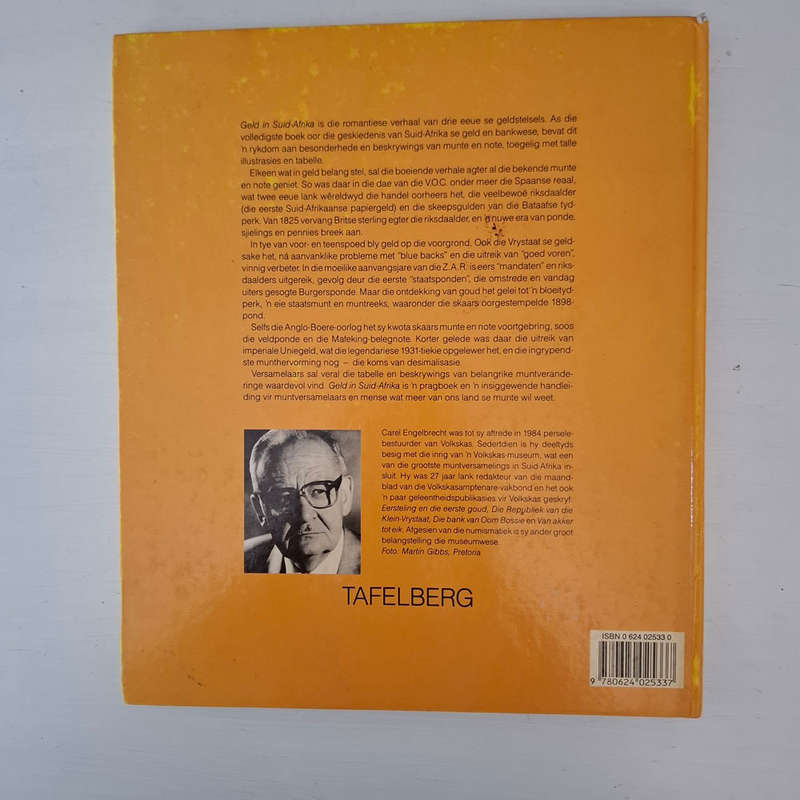 Geld in Suid-Afrika is die romantiese verhaal van drie eeue se geldstelsels. As die
volledigste boek oor die geskiedenis van Suid-Afrika se geld en bankwese, bevat dit
'n rykdom aan besonderhede en beskrywings van munte en note, toegelig met talle
illustrasies en tabelle.
Elkeen wat in geld belang stel, sal die boeiende verhale agter al die bekende munte
en note geniet. So was daar in die dae van die V.O.C. onder meer die Spaanse reaal,
wat twee eeue lank wêreldwyd die handel oorheers het, die veelbewoë riksdaalder
(die eerste Suid-Afrikaanse papiergeld) en die skeepsgulden van die Bataafse tyd-
perk. Van 1825 vervang Britse sterling egter die riksdaalder, en 'n nuwe era van ponde,
sjielings en pennies breek aan.
In tye van voor- en teenspoed bly geld op die voorgrond. Ook die Vrystaat se geld-
sake het, ná aanvanklike probleme met "blue backs" en die uitreik van "goed voren",
vinnig verbeter. In die moeilike aanvangsjare van die Z.A.R. is eers "mandaten" en riks-
daalders uitgereik, gevolg deur die eerste "staatsponden", die omstrede en vandag
uiters gesogte Burgersponde. Maar die ontdekking van goud het gelei tot 'n bloeityd-
perk, 'n eie staatsmunt en muntreeks, waaronder die skaars oorgestempelde 1898-
pond.
Selfs die Anglo-Boere-oorlog het sy kwota skaars munte en note voortgebring, soos
die veldponde en die Mafeking-belegnote. Korter gelede was daar die uitreik van
imperiale Uniegeld, wat die legendariese 1931-tiekie opgelewer het, en die ingrypend-
ste munthervorming nog – die koms van desimalisasie.
Versamelaars sal veral die tabelle en beskrywings van belangrike muntverände-
ringe waardevol vind. Geld in Suid-Afrika is 'n pragboek en 'n insiggewende handlei-
ding vir muntversamelaars en mense wat meer van ons land se munte wil weet.
Carel Engelbrecht was tot sy aftrede in 1984 persele-
bestuurder van Volkskas. Sedertdien is hy deeltyds
besig met die inrig van 'n Volkskas-museum, wat een
van die grootste muntversamelings in Suid-Afrika in-
sluit. Hy was 27 jaar lank redakteur van die maand-
blad van die Volkskasamptenare-vakbond en het ook
'n paar geleentheidspublikasies vir Volkskas geskryf:
Eersteling en die eerste goud, Die Republiek van die
Klein-Vrystaat, Die bank van Oom Bossie en Van akker
tot eik. Afgesien van die numismatiek is sy ander groot
belangstelling die museumwese.
Foto: Martin Gibbs, Pretoria
TAFELBERG
ISBN 0 624 02533 0
9 780624 025337